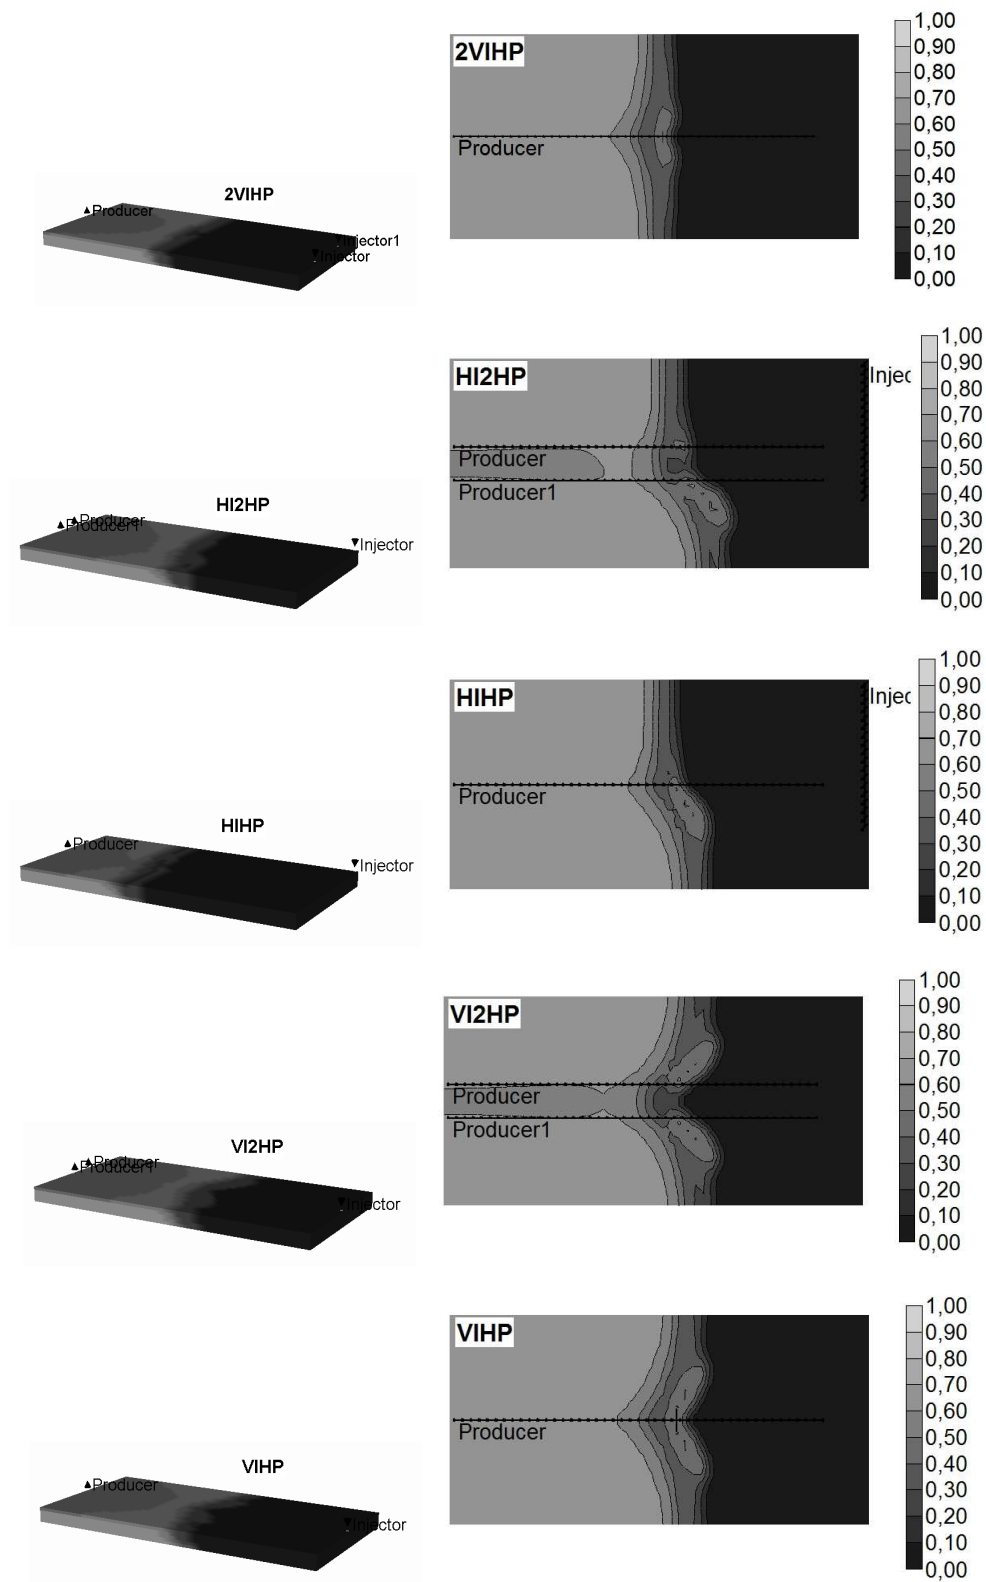 2VIHP
Producer
Injector1
Injector
2VIHP
Producer
1,00
0,90
0,80
0,70
0,60
0,50
0,40
0,30
0,20
0,10
0,00
HI2HP
Producer
Producer1
Injector
HI2HP
Producer
Producer1
Injec
1,00
0,90
0,80
0,70
0,60
0,50
0,40
0,30
0,20
0,10
0,00
HIHP
Producer
Injector
HIHP
Producer
Injec
1,00
0,90
0,80
0,70
0,60
0,50
0,40
0,30
0,20
0,10
0,00
VI2HP
Producer
Producer1
Injector
VI2HP
Producer
Producer1
1,00
0,90
0,80
0,70
0,60
0,50
0,40
0,30
0,20
0,10
0,00
VIHP
Producer
Injector
VIHP
Producer
1,00
0,90
0,80
0,70
0,60
0,50
0,40
0,30
0,20
0,10
0,00